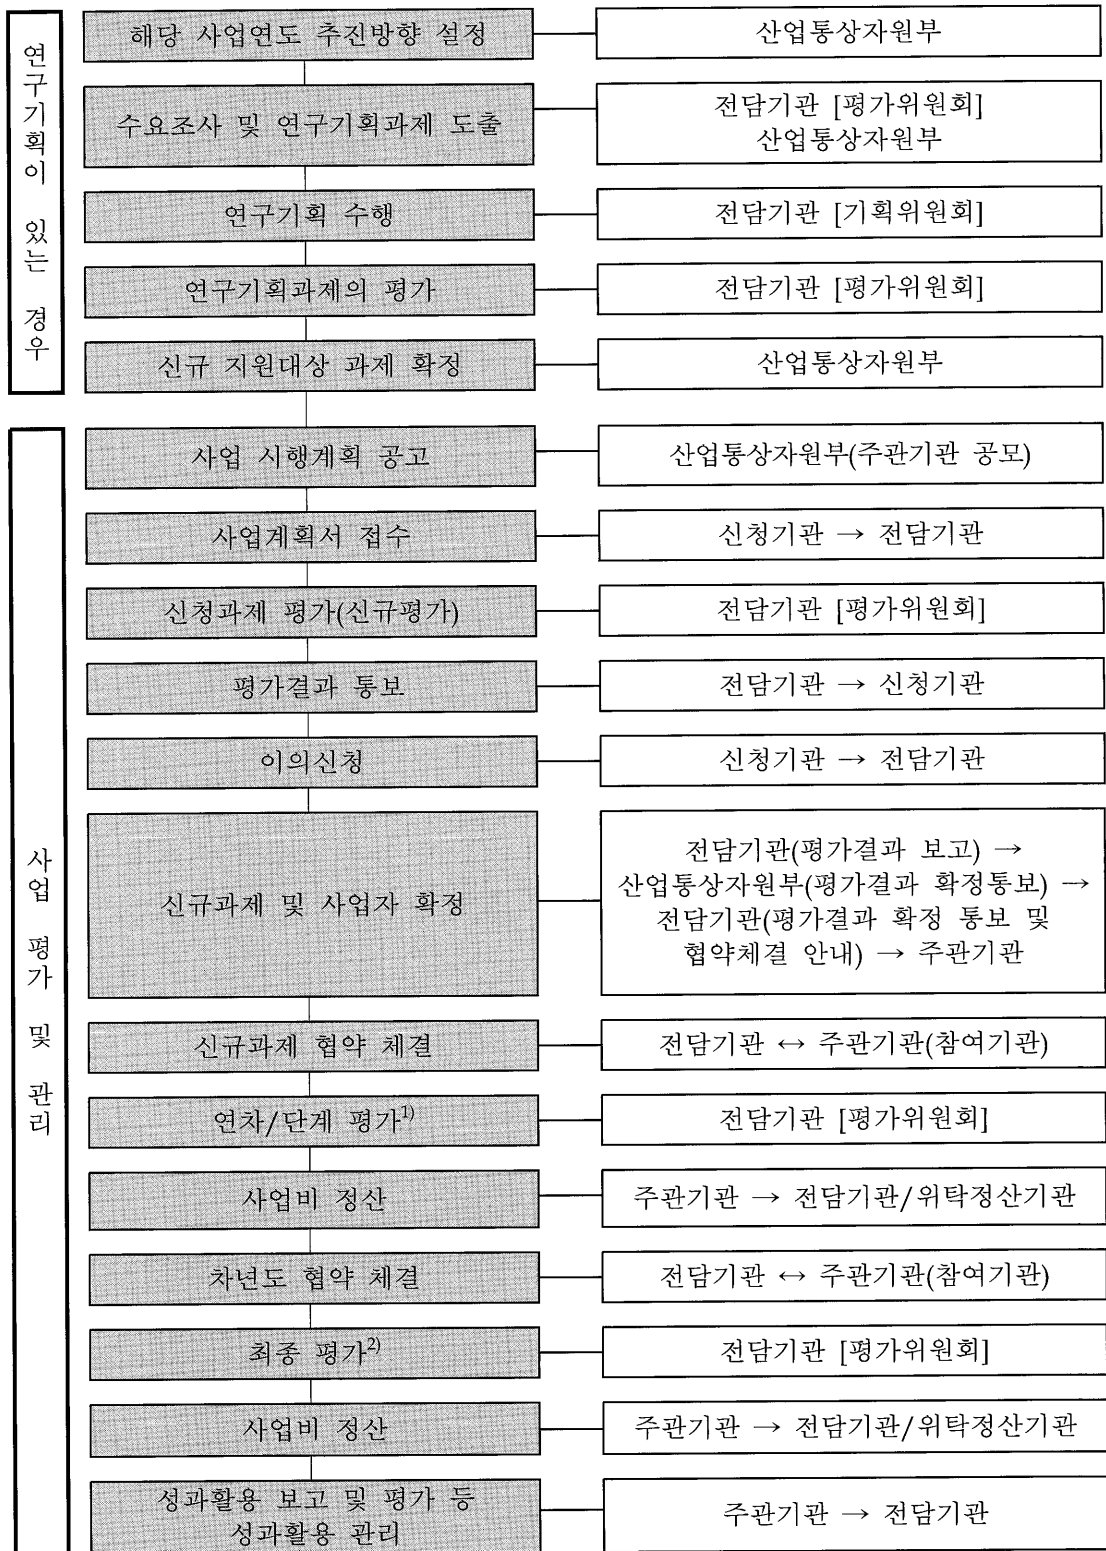 연구기획이 있는 경우
해당 사업연도 추진방향 설정
산업통상자원부
수요조사 및 연구기획과제 도출
전담기관 [평가위원회]
산업통상자원부
연구기획 수행
전담기관 [기획위원회]
연구기획과제의 평가
전담기관 [평가위원회]
신규 지원대상 과제 확정
산업통상자원부
사업 평가 및 관리
사업 시행계획 공고
산업통상자원부(주관기관 공모)
사업계획서 접수
신청기관 → 전담기관
신청과제 평가(신규평가)
전담기관 [평가위원회]
평가결과 통보
전담기관 → 신청기관
이의신청
신청기관 → 전담기관
신규과제 및 사업자 확정
전담기관(평가결과 보고) →
산업통상자원부(평가결과 확정통보) →
전담기관(평가결과 확정 통보 및
협약체결 안내) → 주관기관
신규과제 협약 체결
전담기관 ↔ 주관기관(참여기관)
연차/단계 평가1)
전담기관 [평가위원회]
사업비 정산
주관기관 → 전담기관/위탁정산기관
차년도 협약 체결
전담기관 ↔ 주관기관(참여기관)
최종 평가2)
전담기관 [평가위원회]
사업비 정산
주관기관 → 전담기관/위탁정산기관
성과활용 보고 및 평가 등
성과활용 관리
주관기관 → 전담기관